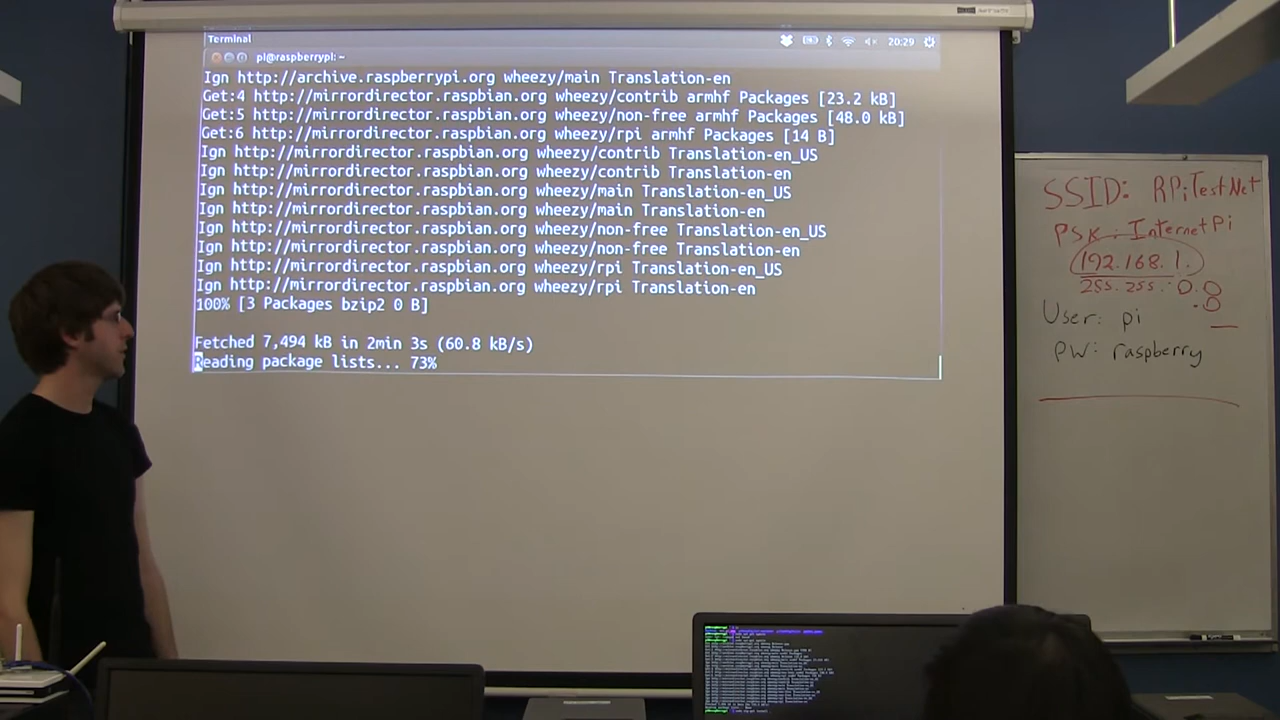 Terminal
20:29
pi@raspberrypi: ~
Ign http://archive.raspberrypi.org wheezy/main Translation-en
Get:4 http://mirrordirector.raspbian.org wheezy/contrib armhf Packages [23.2 kB]
Get:5 http://mirrordirector.raspbian.org wheezy/non-free armhf Packages [48.0 kB]
Get:6 http://mirrordirector.raspbian.org wheezy/rpi armhf Packages [14 B]
Ign http://mirrordirector.raspbian.org wheezy/contrib Translation-en_US
Ign http://mirrordirector.raspbian.org wheezy/contrib Translation-en
Ign http://mirrordirector.raspbian.org wheezy/main Translation-en_US
Ign http://mirrordirector.raspbian.org wheezy/main Translation-en
Ign http://mirrordirector.raspbian.org wheezy/non-free Translation-en_US
Ign http://mirrordirector.raspbian.org wheezy/non-free Translation-en
Ign http://mirrordirector.raspbian.org wheezy/rpi Translation-en_US
Ign http://mirrordirector.raspbian.org wheezy/rpi Translation-en
100% [3 Packages bzip2 0 B]
Fetched 7,494 kB in 2min 3s (60.8 kB/s)
Reading package lists... 73%
SSID: RPiTestNet
PSK: InternetPi
192.168.1.
255.255.0.0
.0
User: pi
PW: raspberry